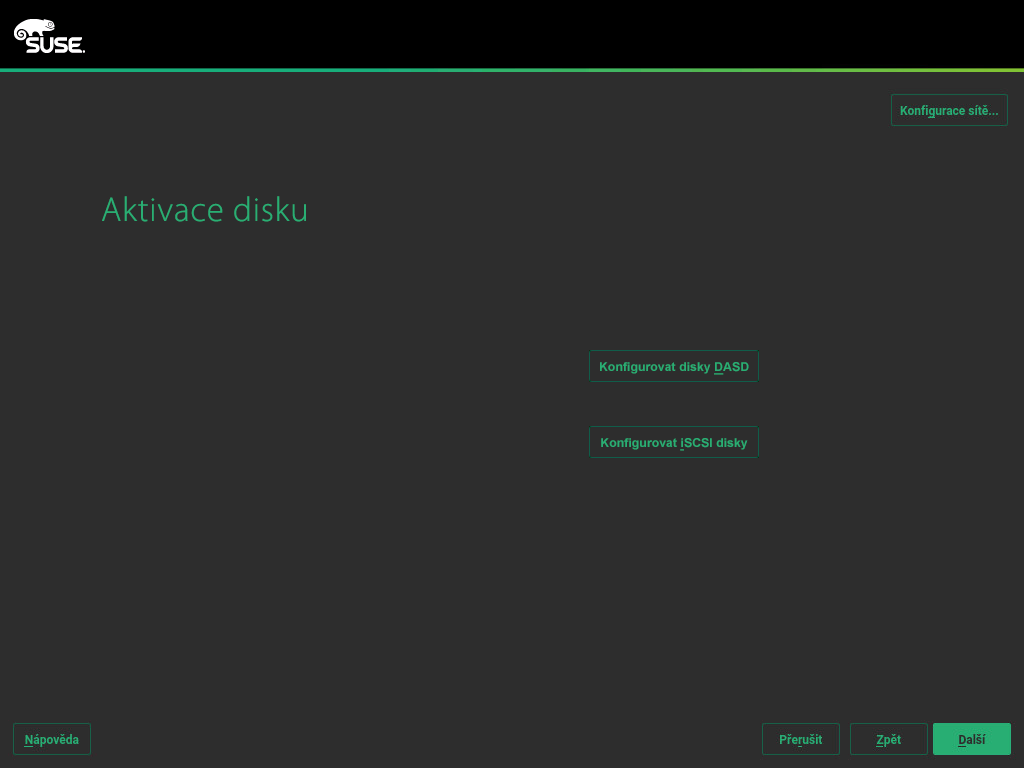 SUSE.
Konfigurace sítě...
Aktivace disku
Konfigurovat disky DASD
Konfigurovat iSCSI disky
Nápověda
Přerušit
Zpět
Další